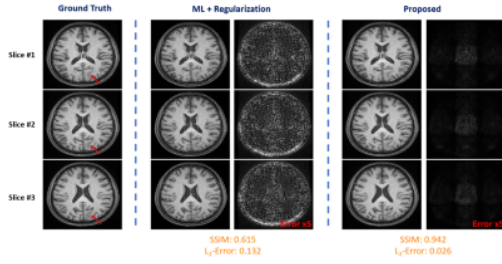 Ground Truth
ML + Regularization
Proposed
Slice #1
Slice #2
Slice #3
Error x5
Error x5
SSIM: 0.615
L₂-Error: 0.132
SSIM: 0.942
L₂-Error: 0.026